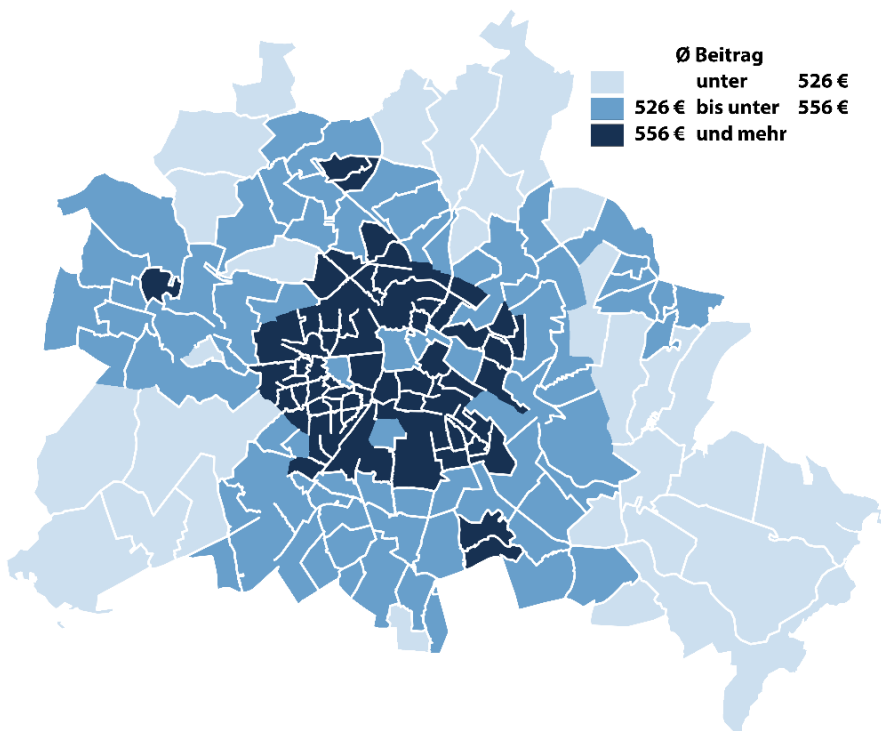 Ø Beitrag
unter 526 €
526 € bis unter 556 €
556 € und mehr